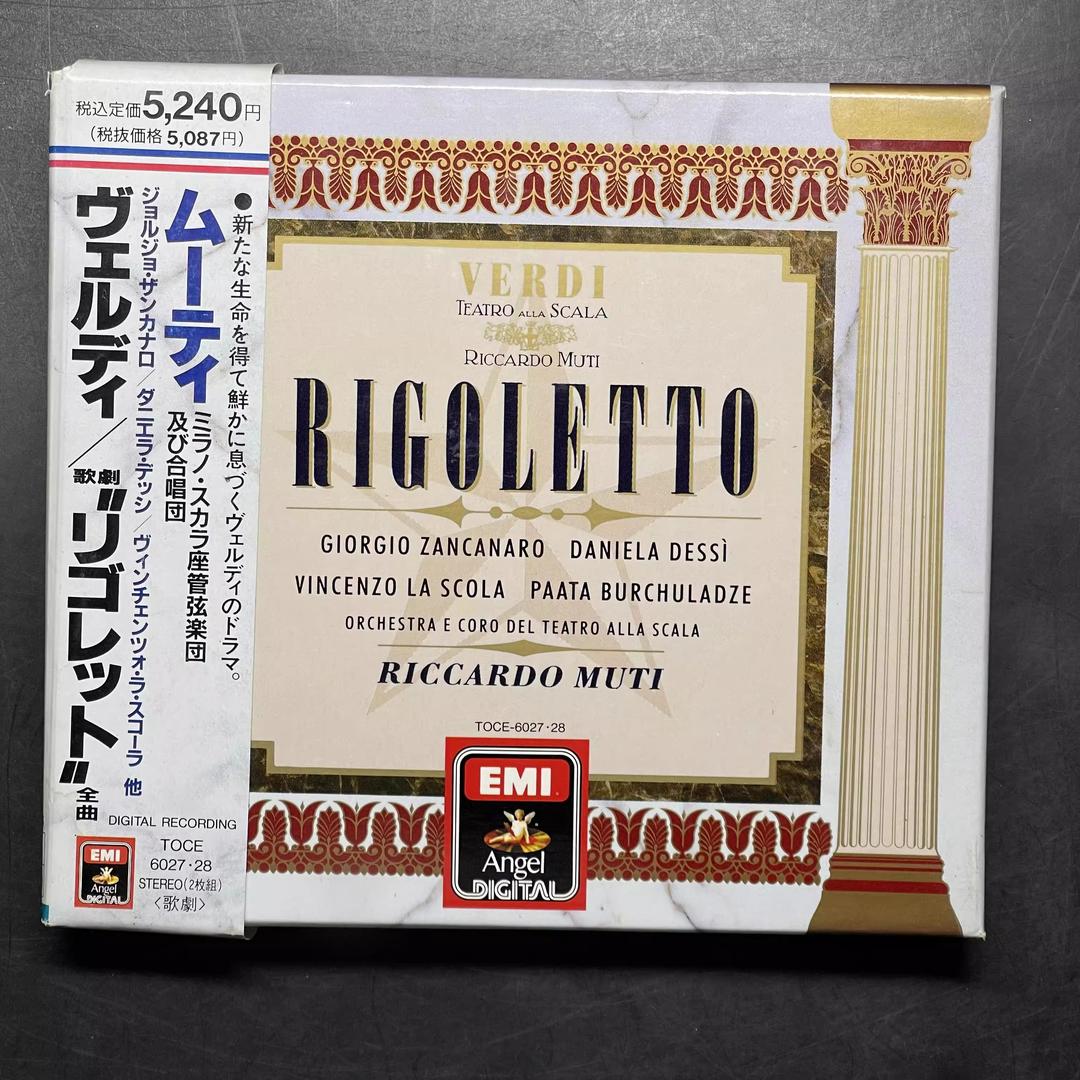 税込定価5,240円
（税抜価格 5,087円）
●新たな生命を得て鮮かに息づくヴェルディのドラマ。
ムーティ
ミラノ・スカラ座管弦楽団
及び合唱団
ジョルジョ・ザンカナロ／ダニエラ・デッシ／ヴィンチェンツォ・ラ・スコーラ 他
ヴェルディ／歌劇“リゴレット”全曲
DIGITAL RECORDING
EMI
Angel
DIGITAL
TOCE
6027・28
STEREO（2枚組）
〈歌劇〉
VERDI
TEATRO ALLA SCALA
RICCARDO MUTI
RIGOLETTO
GIORGIO ZANCANARO DANIELA DESSÌ
VINCENZO LA SCOLA PAATA BURCHULADZE
ORCHESTRA E CORO DEL TEATRO ALLA SCALA
RICCARDO MUTI
TOCE-6027・28
EMI
Angel
DIGITAL